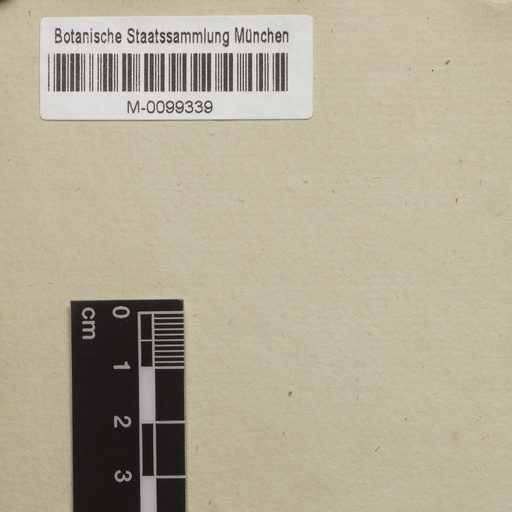 Botanische Staatssammlung München
M-0099339
cm
0
1
2
3